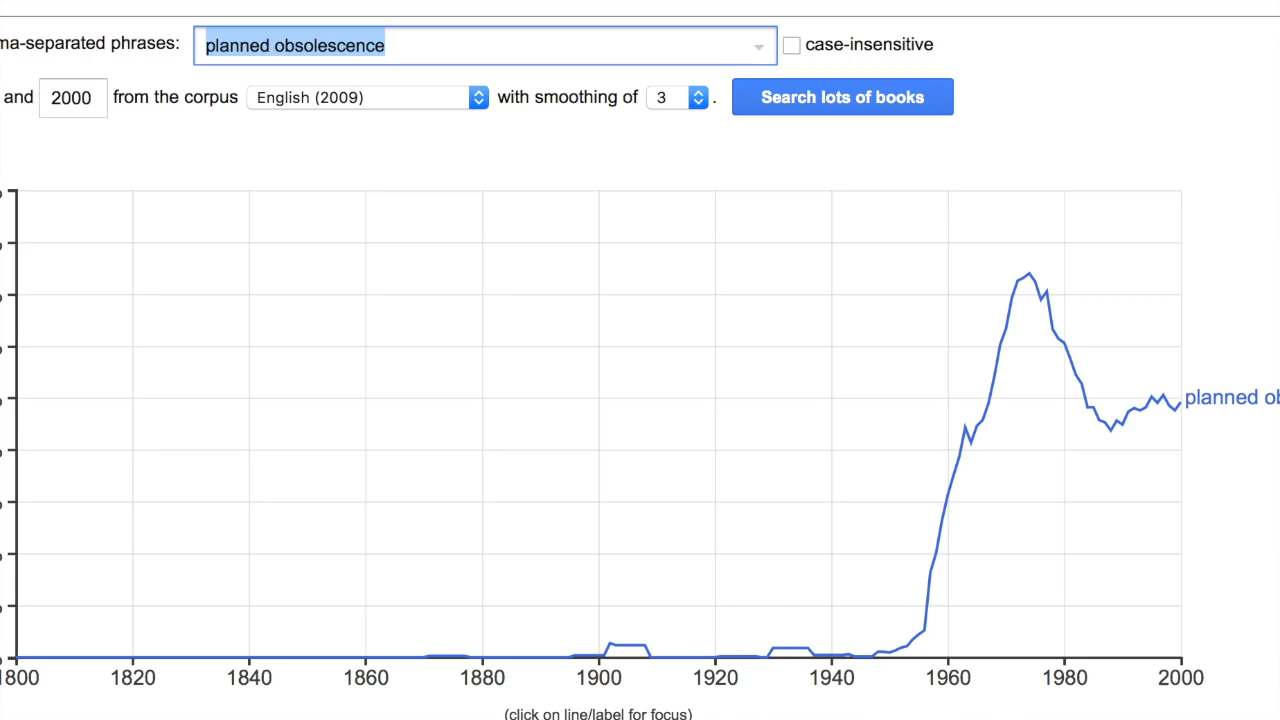 ma-separated phrases: planned obsolescence case-insensitive
and 2000 from the corpus English (2009) with smoothing of 3 . Search lots of books
planned ob
1800 1820 1840 1860 1880 1900 1920 1940 1960 1980 2000
(click on line/label for focus)